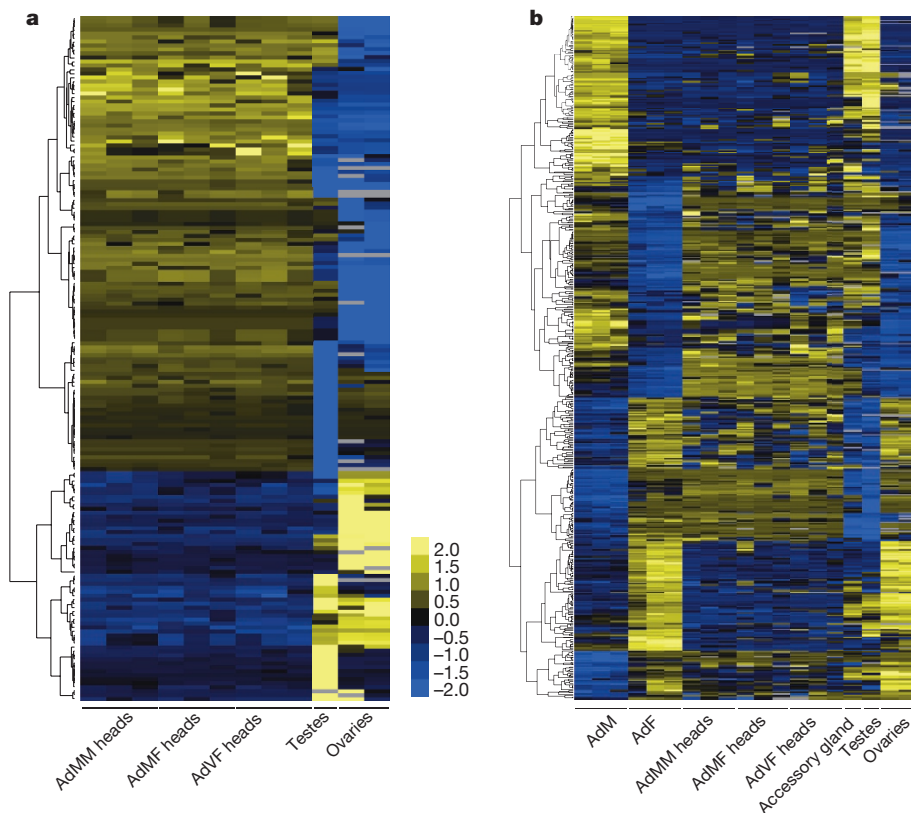 a
b
2.0
1.5
1.0
0.5
0.0
−0.5
−1.0
−1.5
−2.0
AdMM heads
AdMF heads
AdVF heads
Testes
Ovaries
AdM
AdF
AdMM heads
AdMF heads
AdVF heads
Accessory gland
Testes
Ovaries